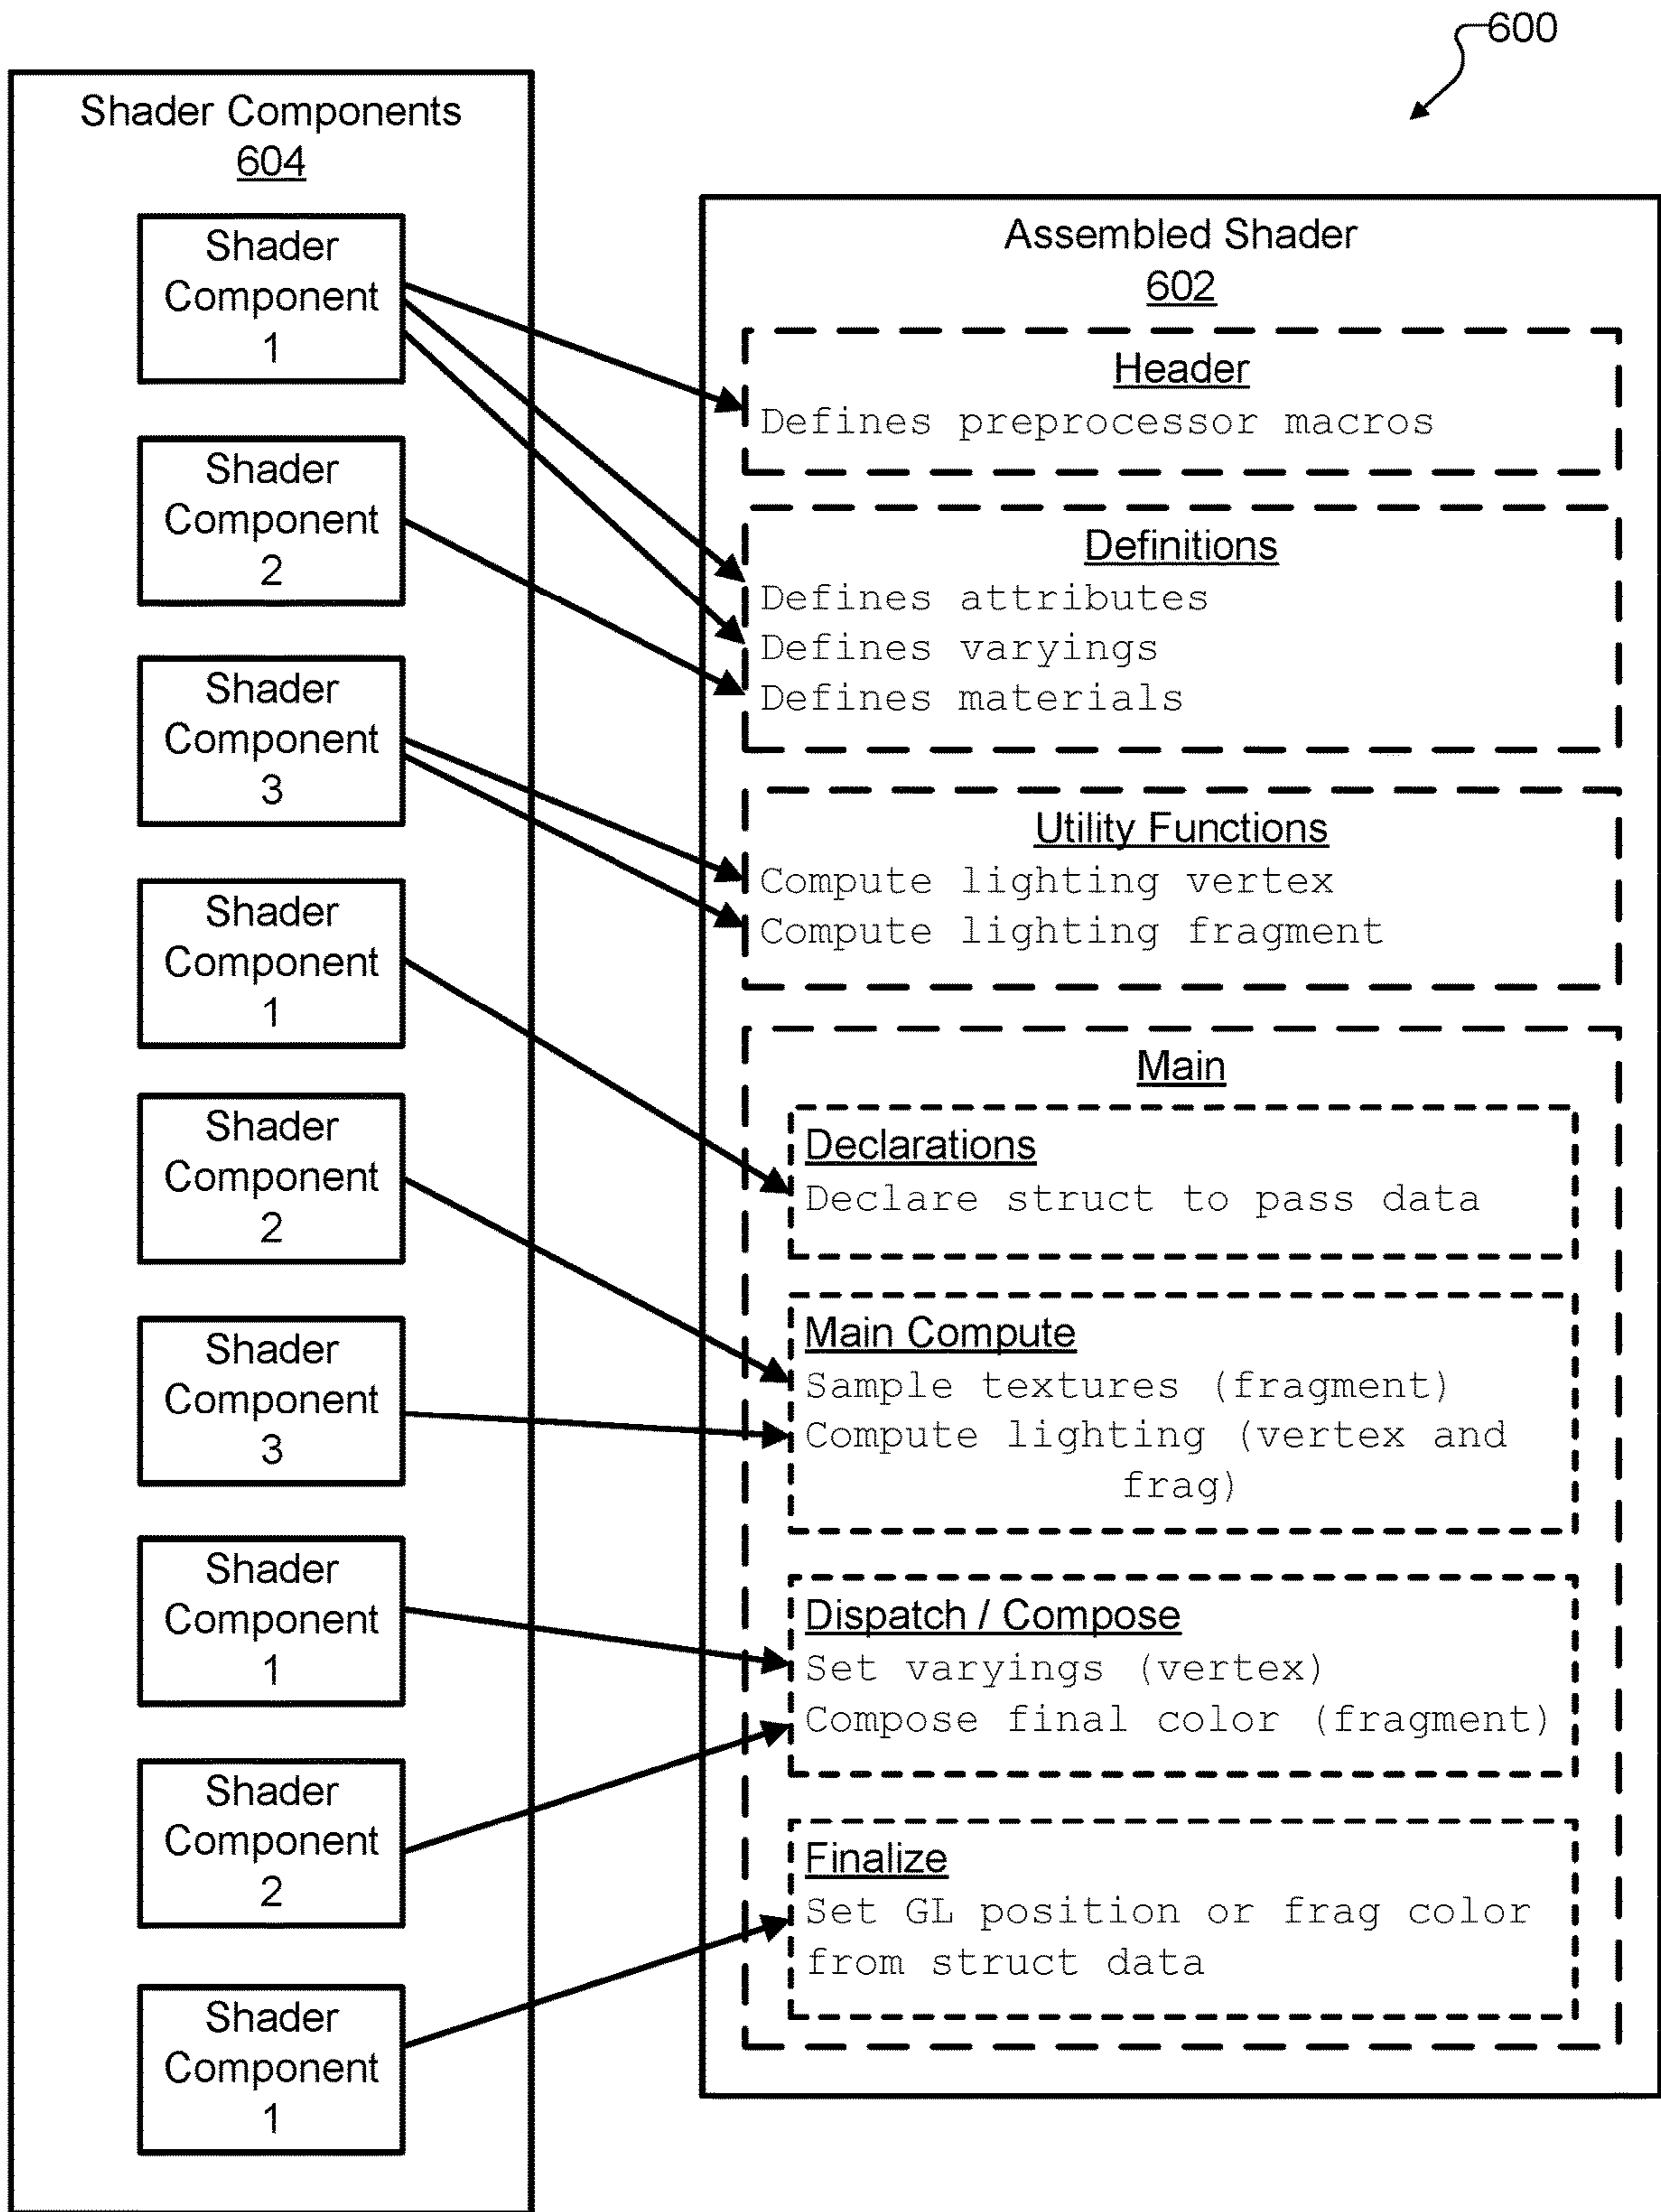 600
Shader Components
604
Shader
Component
1
Shader
Component
2
Shader
Component
3
Shader
Component
1
Shader
Component
2
Shader
Component
3
Shader
Component
1
Shader
Component
2
Shader
Component
1
Assembled Shader
602
Header
Defines preprocessor macros
Definitions
Defines attributes
Defines varyings
Defines materials
Utility Functions
Compute lighting vertex
Compute lighting fragment
Main
Declarations
Declare struct to pass data
Main Compute
Sample textures (fragment)
Compute lighting (vertex and
frag)
Dispatch / Compose
Set varyings (vertex)
Compose final color (fragment)
Finalize
Set GL position or frag color
from struct data